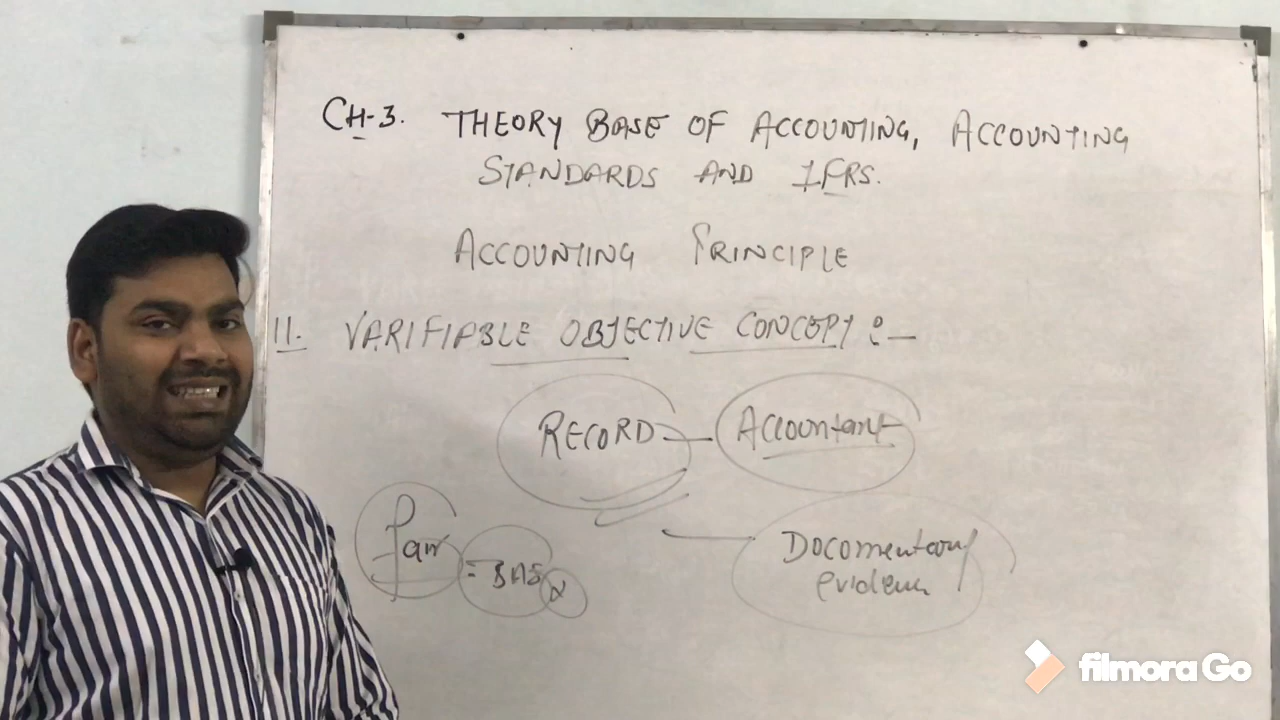 CH-3. THEORY BASE OF ACCOUNTING, ACCOUNTING
STANDARDS AND IFRS.
ACCOUNTING PRINCIPLE
11. VARIFIABLE OBJECTIVE CONCEPT :-
RECORD - Accountant
fair = BAS x
Documentary
evidence
filmora Go